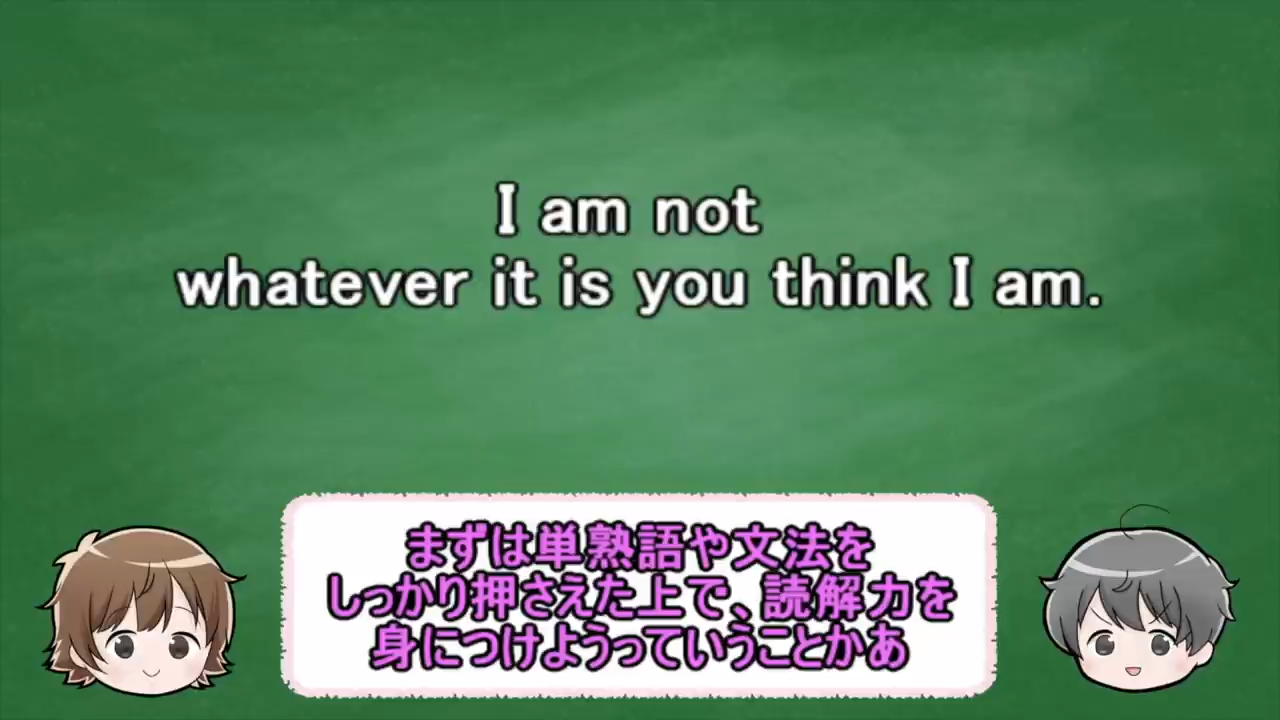 I am not
whatever it is you think I am.
まずは単熟語や文法を
しっかり押さえた上で、読解力を
身につけようっていうことかあ